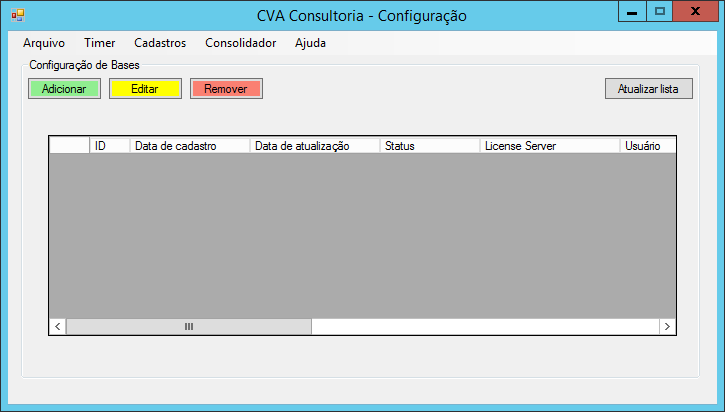 CVA Consultoria - Configuração
Arquivo Timer Cadastros Consolidador Ajuda
Configuração de Bases
Adicionar Editar Remover Atualizar lista
ID Data de cadastro Data de atualização Status License Server Usuário